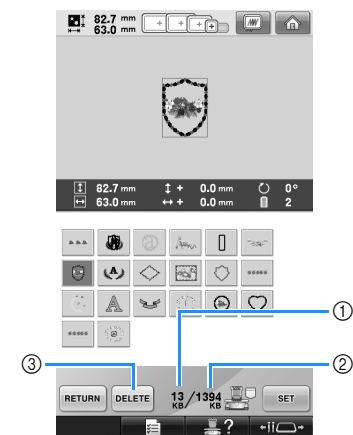 82.7 mm
63.0 mm
82.7 mm + 0.0 mm 0°
63.0 mm + 0.0 mm 2
A
A
①
③ ②
RETURN DELETE 13 KB/1394 KB SET
?